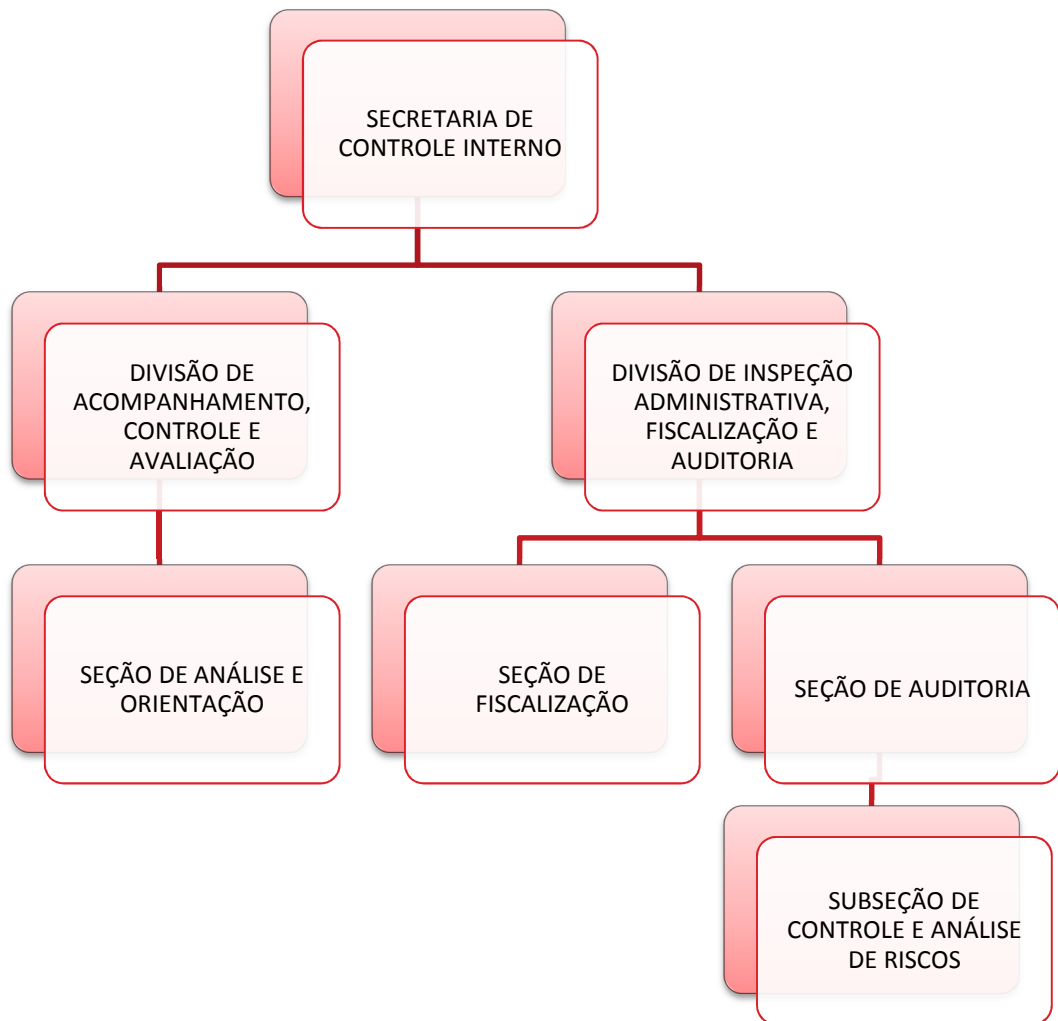 SECRETARIA DE
CONTROLE INTERNO
DIVISÃO DE
ACOMPANHAMENTO,
CONTROLE E
AVALIAÇÃO
DIVISÃO DE INSPEÇÃO
ADMINISTRATIVA,
FISCALIZAÇÃO E
AUDITORIA
SEÇÃO DE ANÁLISE E
ORIENTAÇÃO
SEÇÃO DE
FISCALIZAÇÃO
SEÇÃO DE AUDITORIA
SUBSEÇÃO DE
CONTROLE E ANÁLISE
DE RISCOS